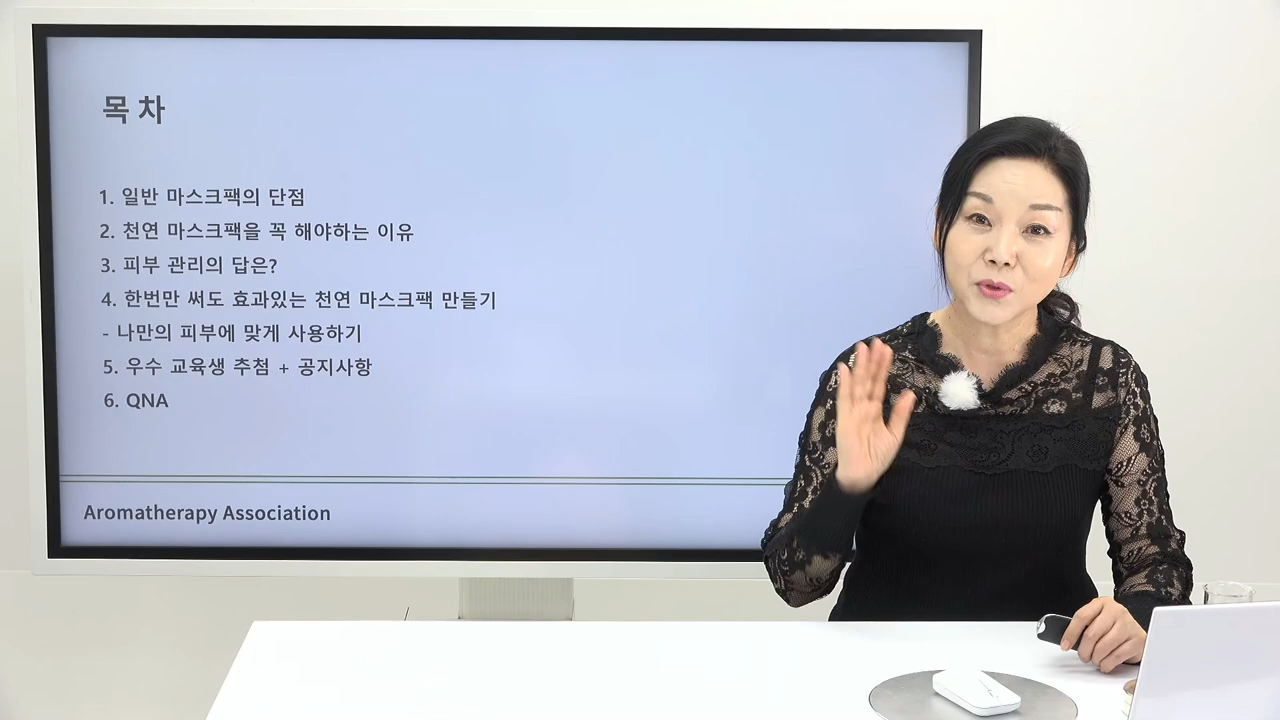 목 차
1. 일반 마스크팩의 단점
2. 천연 마스크팩을 꼭 해야하는 이유
3. 피부 관리의 답은?
4. 한번만 써도 효과있는 천연 마스크팩 만들기
- 나만의 피부에 맞게 사용하기
5. 우수 교육생 추첨 + 공지사항
6. QNA
Aromatherapy Association